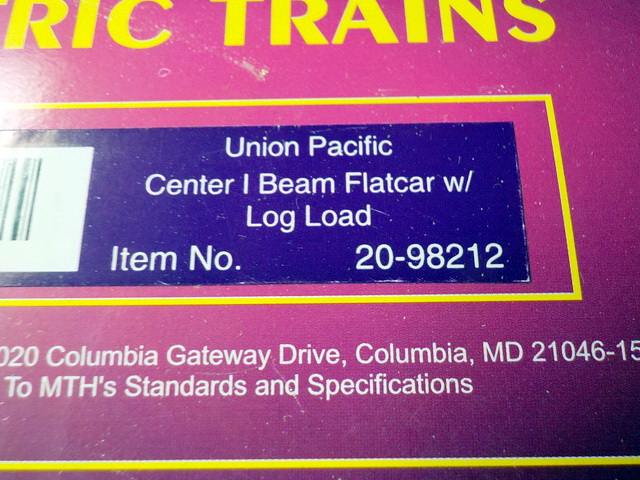 TRIC TRAINS
Union Pacific
Center I Beam Flatcar w/
Log Load
Item No. 20-98212
020 Columbia Gateway Drive, Columbia, MD 21046-15
To MTH's Standards and Specifications